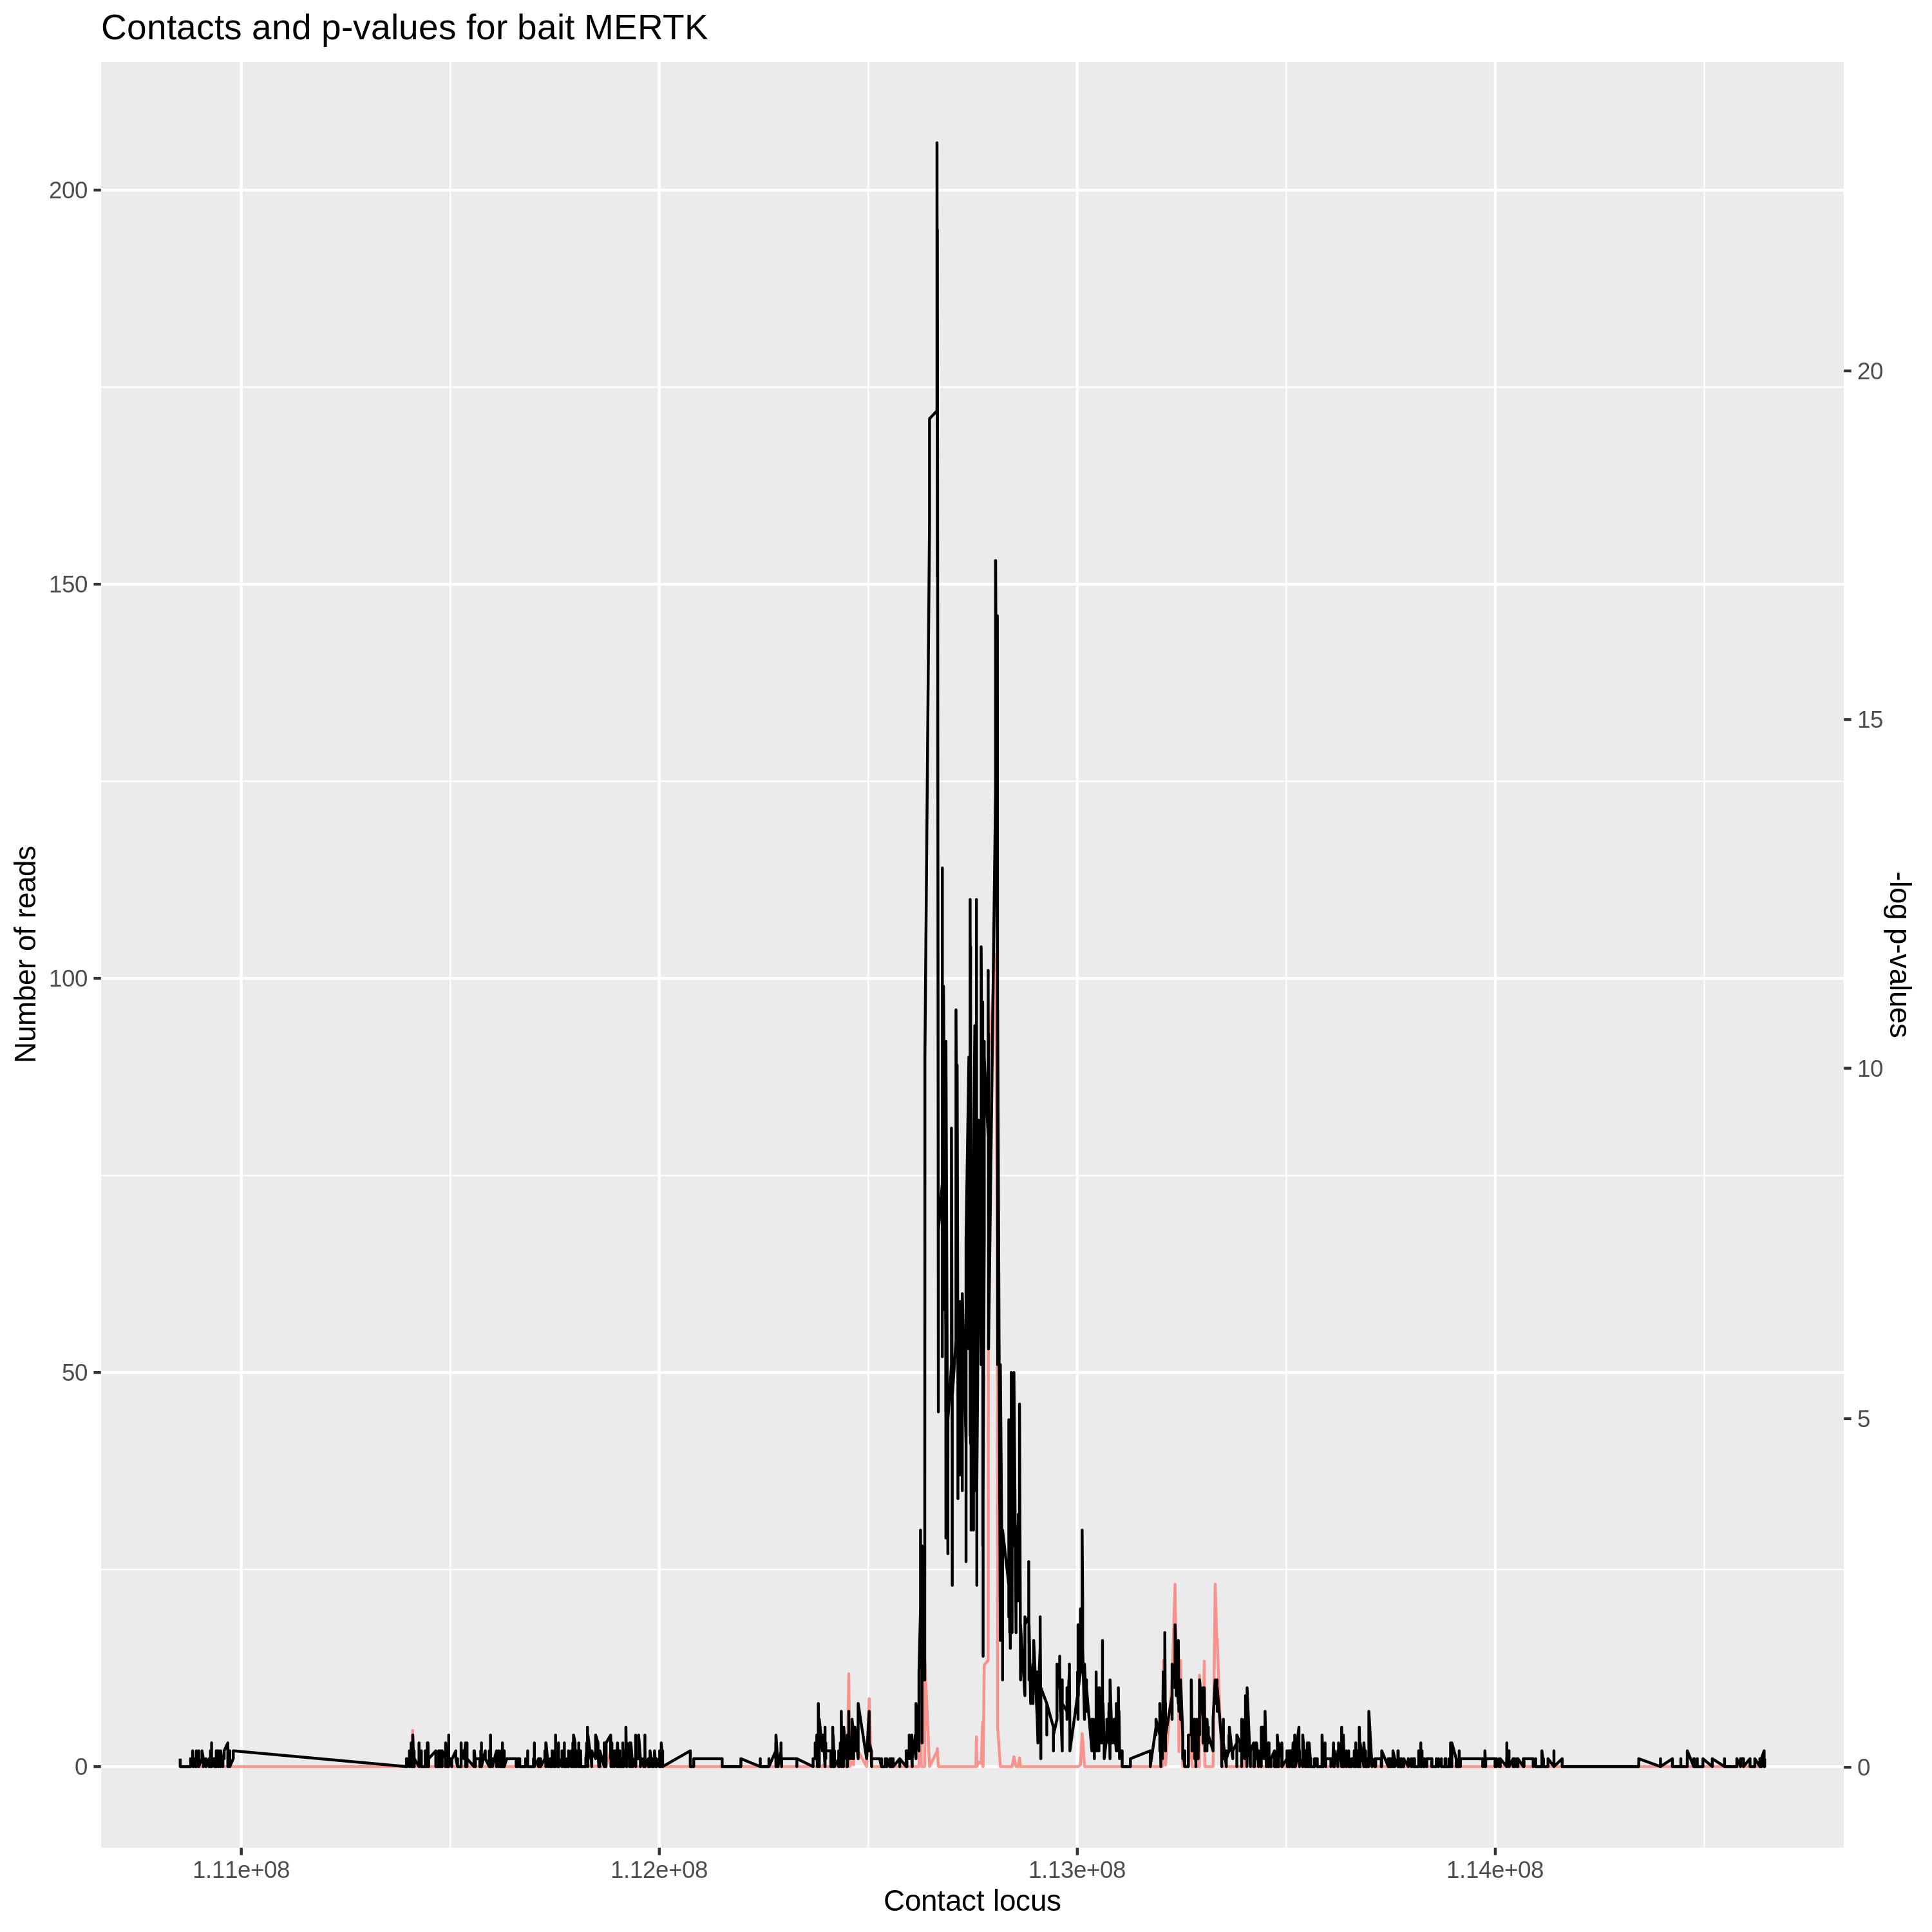 Contacts and p-values for bait MERTK
200
150
100
50
0
Number of reads
20
15
10
5
0
-log p-values
1.11e+08
1.12e+08
1.13e+08
1.14e+08
Contact locus